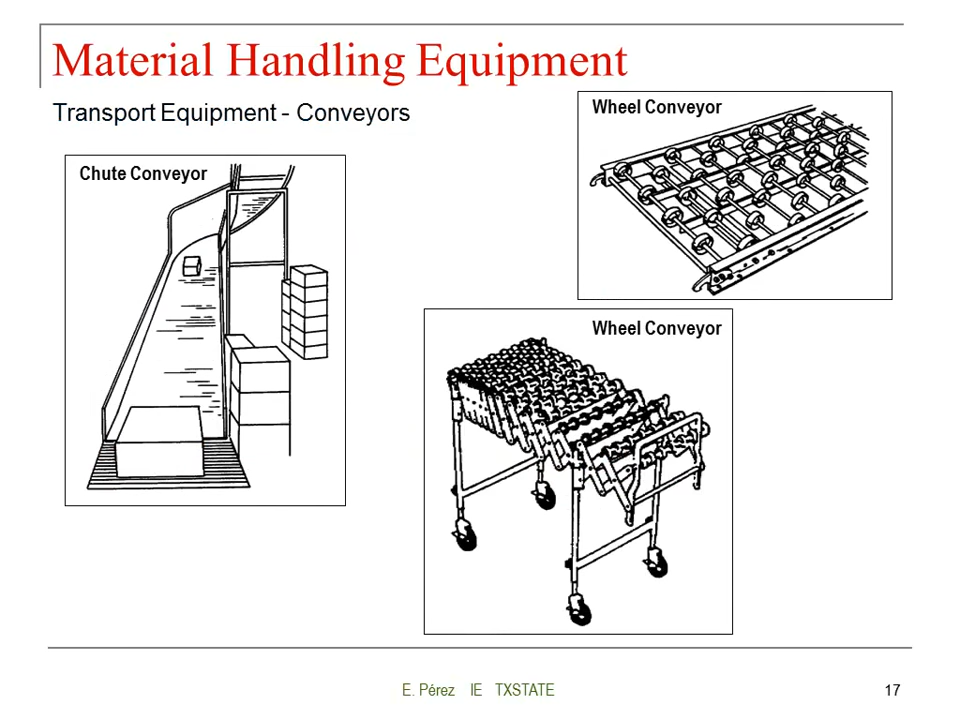 Material Handling Equipment
Transport Equipment - Conveyors
Wheel Conveyor
Chute Conveyor
Wheel Conveyor
E. Pérez IE TXSTATE
17